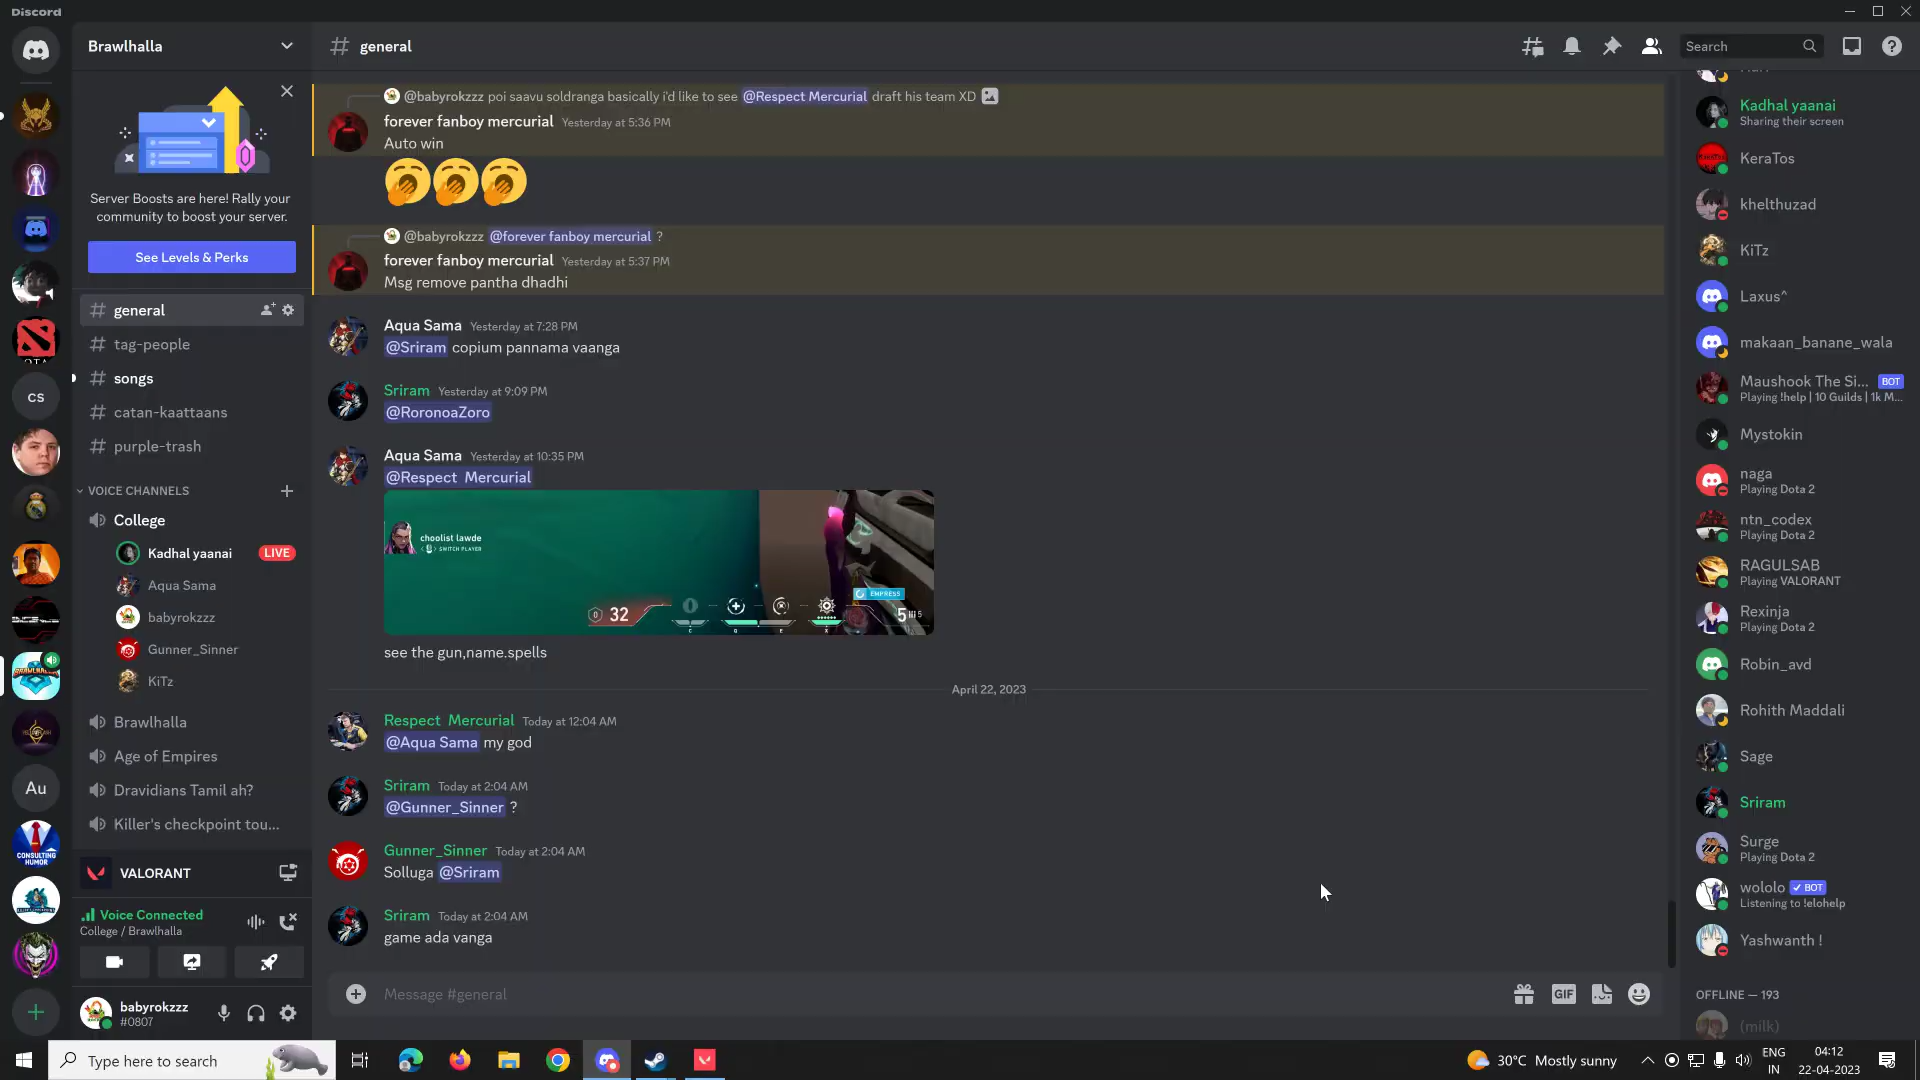 Discord
Brawlhalla
general
Search
Server Boosts are here! Rally your
community to boost your server.
See Levels & Perks
general
tag-people
songs
catan-kaattaans
purple-trash
VOICE CHANNELS
College
Kadhal yaanai LIVE
Aqua Sama
babyrokzzz
Gunner_Sinner
KiTz
Brawlhalla
Age of Empires
Dravidians Tamil ah?
Killer's checkpoint tou...
VALORANT
Voice Connected
College / Brawlhalla
babyrokzzz
#0807
CS
Au
CONSULTING
HUMOR
@babyrokzzz poi saavu soldranga basically i'd like to see @Respect Mercurial draft his team XD
forever fanboy mercurial Yesterday at 5:36 PM
Auto win
@babyrokzzz @forever fanboy mercurial ?
forever fanboy mercurial Yesterday at 5:37 PM
Msg remove pantha dhadhi
Aqua Sama Yesterday at 7:28 PM
@Sriram copium pannama vaanga
Sriram Yesterday at 9:09 PM
@RoronoaZoro
Aqua Sama Yesterday at 10:35 PM
@Respect Mercurial
choolist lawde
SWITCH PLAYER
EMPRESS
0 32
5
C Q E X
see the gun,name.spells
April 22, 2023
Respect Mercurial Today at 12:04 AM
@Aqua Sama my god
Sriram Today at 2:04 AM
@Gunner_Sinner ?
Gunner_Sinner Today at 2:04 AM
Solluga @Sriram
Sriram Today at 2:04 AM
game ada vanga
Message #general
GIF
Kadhal yaanai
Sharing their screen
KeraTos
khelthuzad
KiTz
Laxus^
makaan_banane_wala
Maushook The Si... BOT
Playing !help | 10 Guilds | 1k M...
Mystokin
naga
Playing Dota 2
ntn_codex
Playing Dota 2
RAGULSAB
Playing VALORANT
Rexinja
Playing Dota 2
Robin_avd
Rohith Maddali
Sage
Sriram
Surge
Playing Dota 2
wololo BOT
Listening to !elohelp
Yashwanth !
OFFLINE — 193
(milk)
Type here to search
30°C Mostly sunny
ENG
IN
04:12
22-04-2023